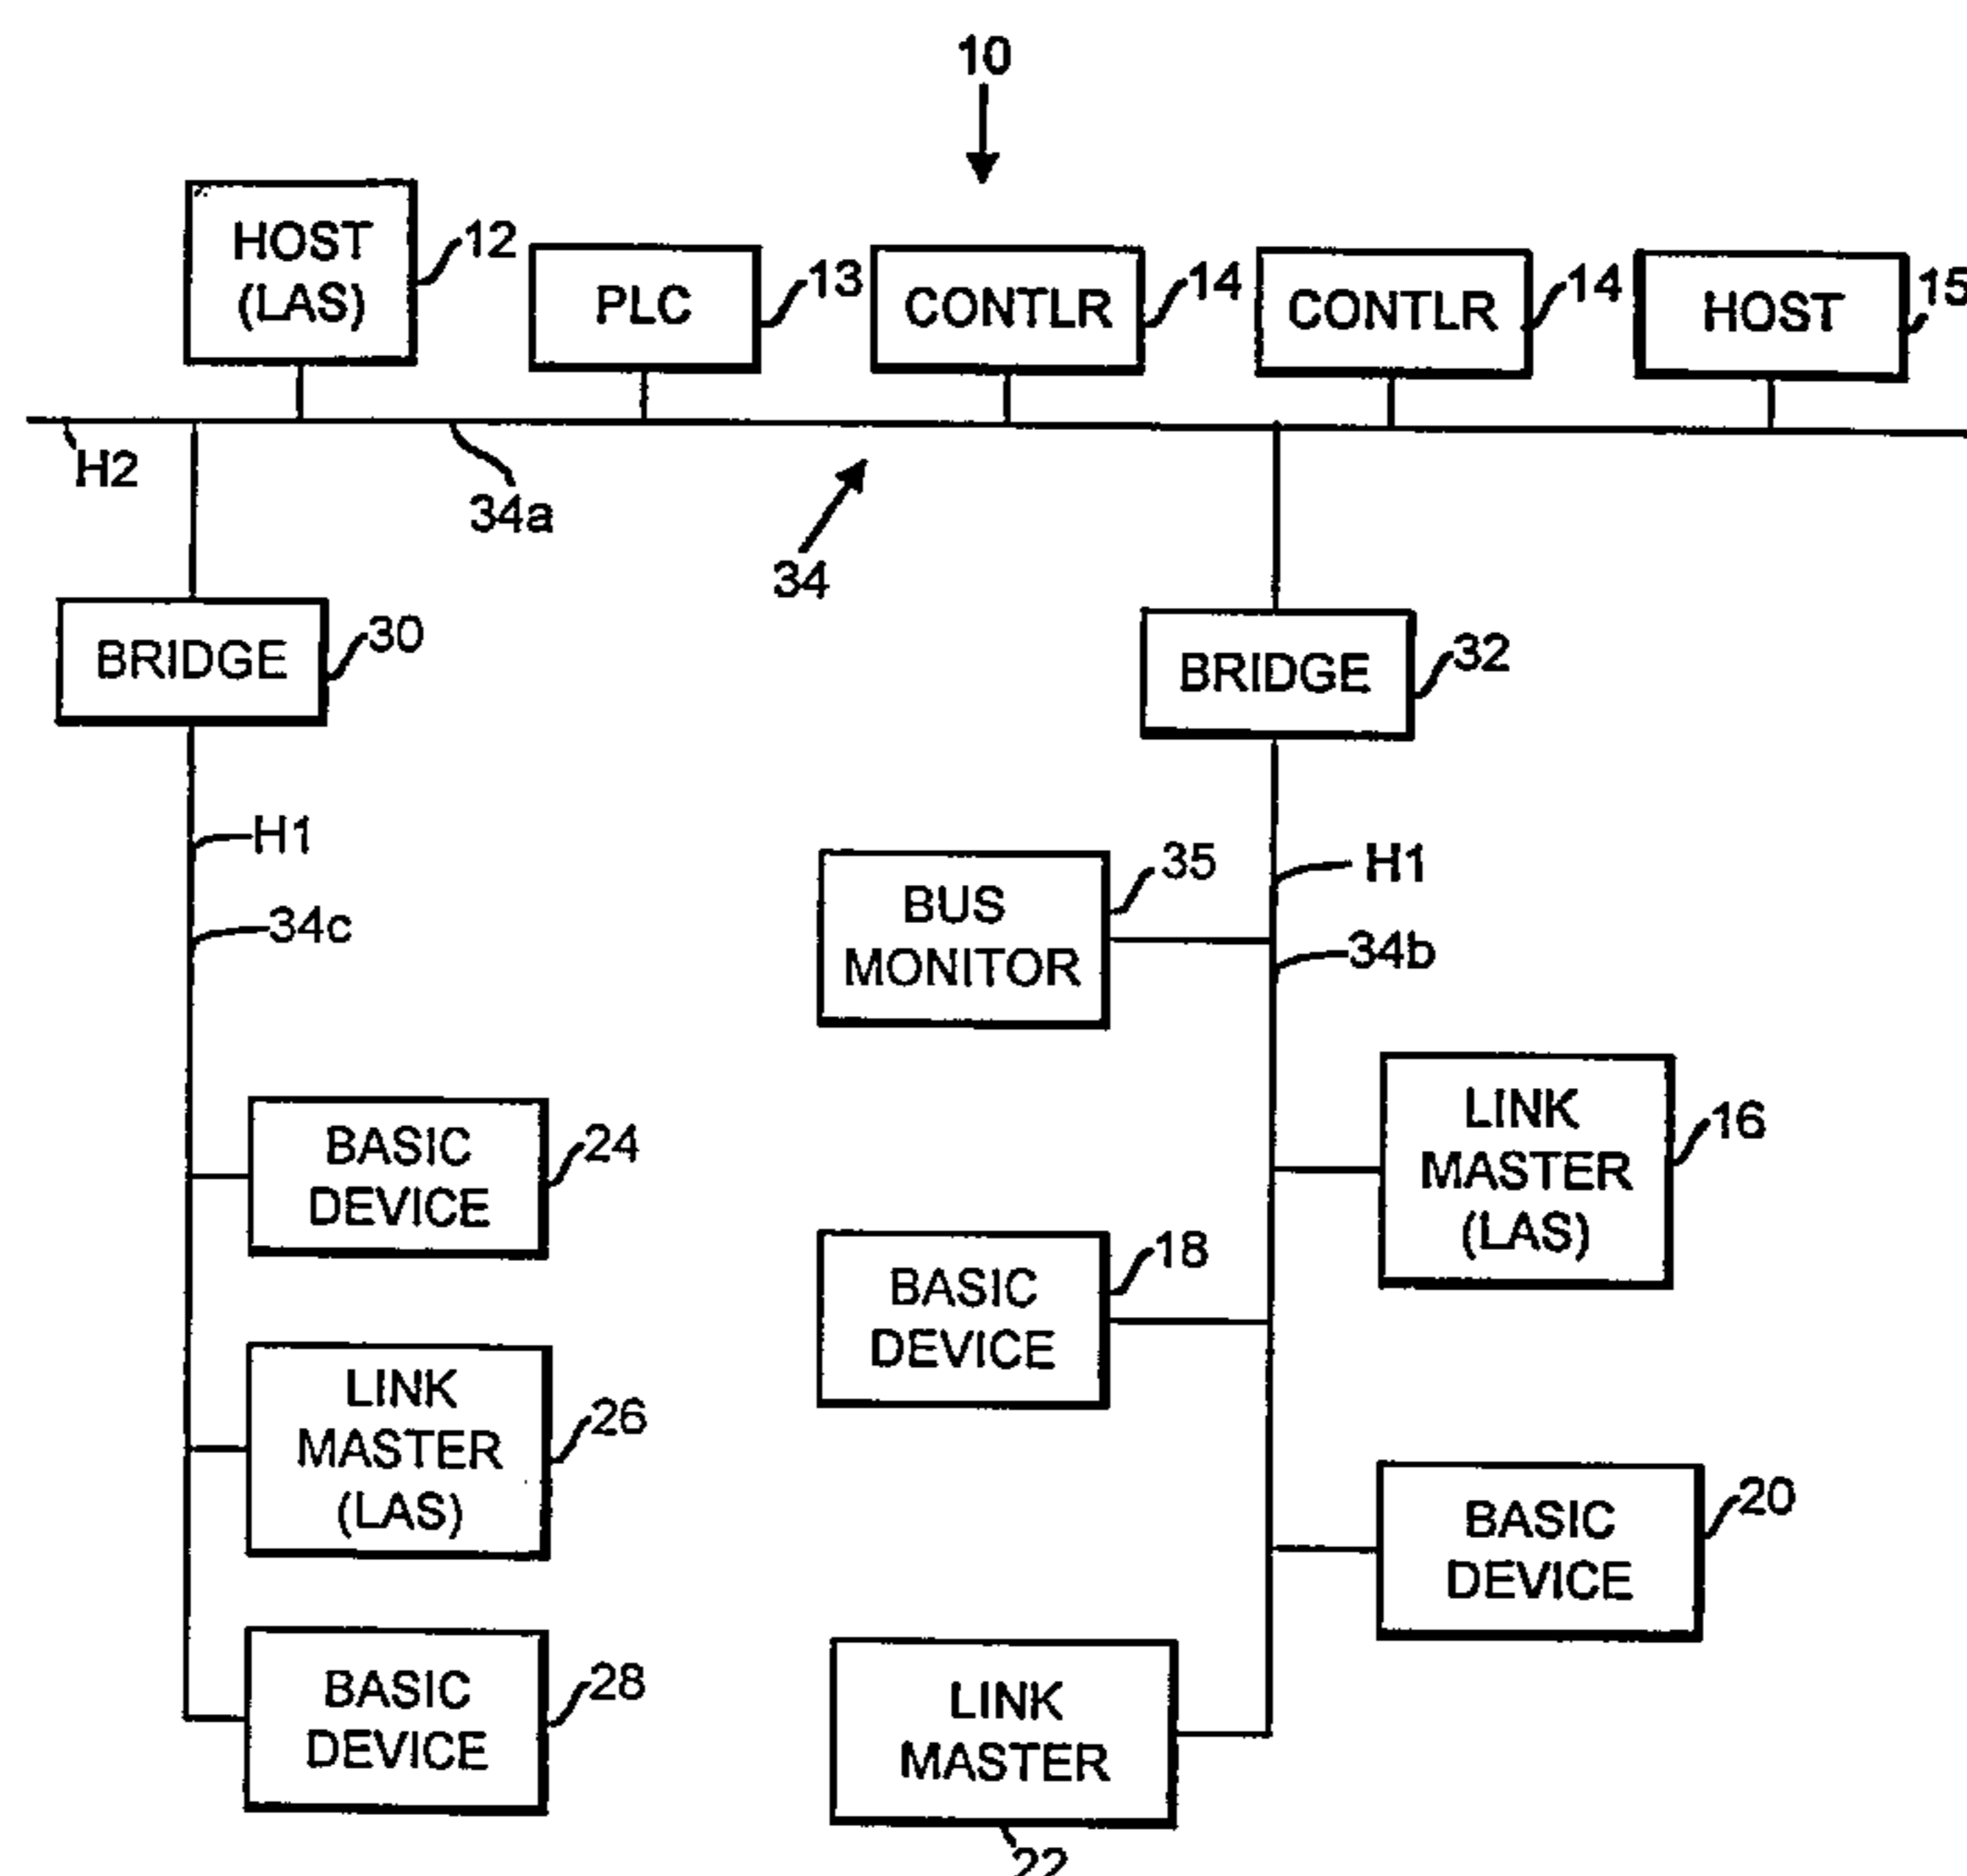 10
HOST
(LAS)
12
PLC
13
CONTLR
14
CONTLR
14
HOST
15
H2
34a
34
BRIDGE
30
BRIDGE
32
H1
34c
BUS
MONITOR
35
H1
34b
BASIC
DEVICE
24
LINK
MASTER
(LAS)
16
BASIC
DEVICE
18
LINK
MASTER
(LAS)
26
BASIC
DEVICE
20
BASIC
DEVICE
28
LINK
MASTER
22